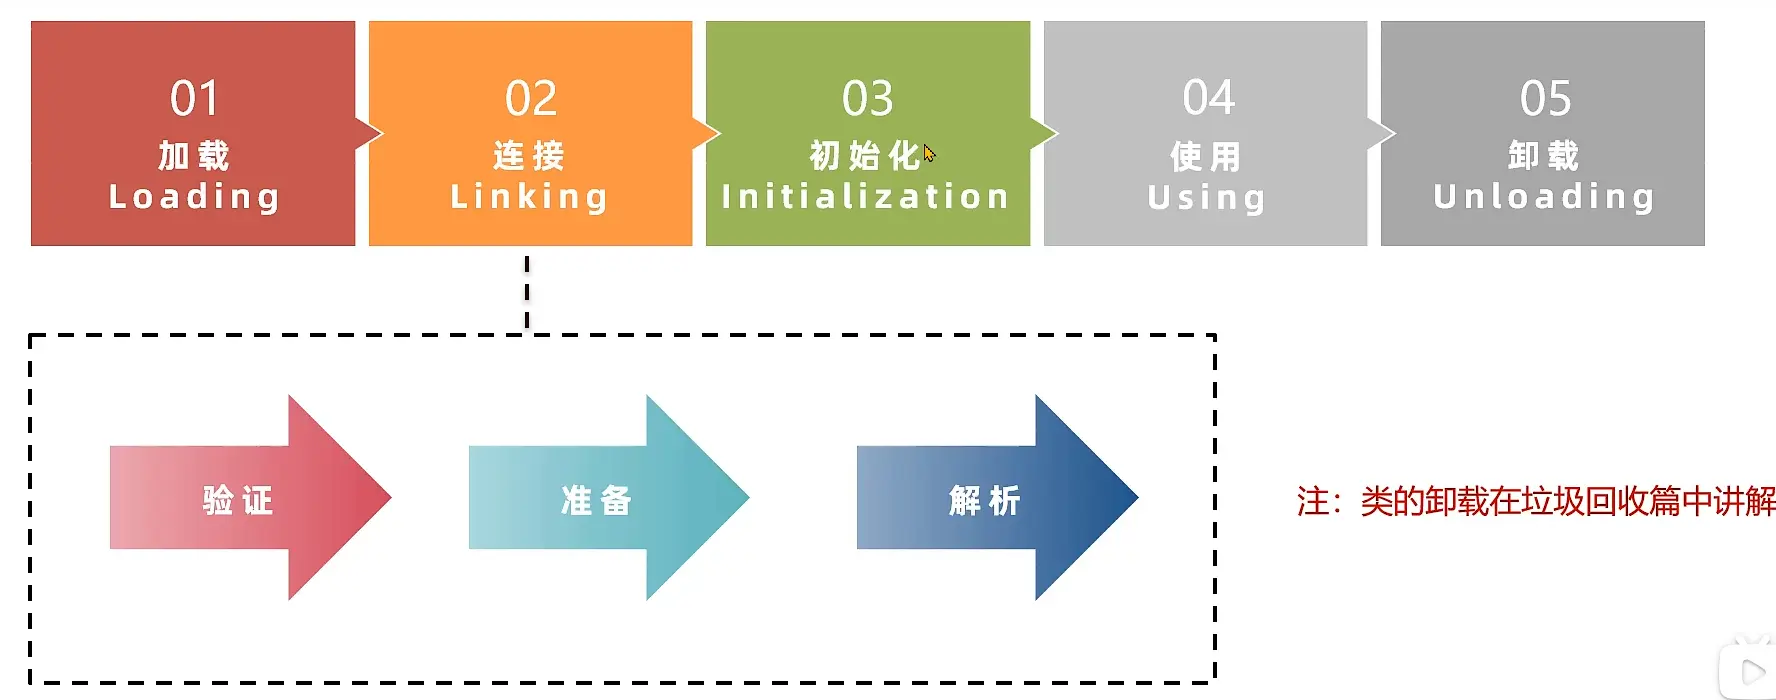 01
加载
Loading
02
连接
Linking
03
初始化
Initialization
04
使用
Using
05
卸载
Unloading
验证
准备
解析
注：类的卸载在垃圾回收篇中讲解